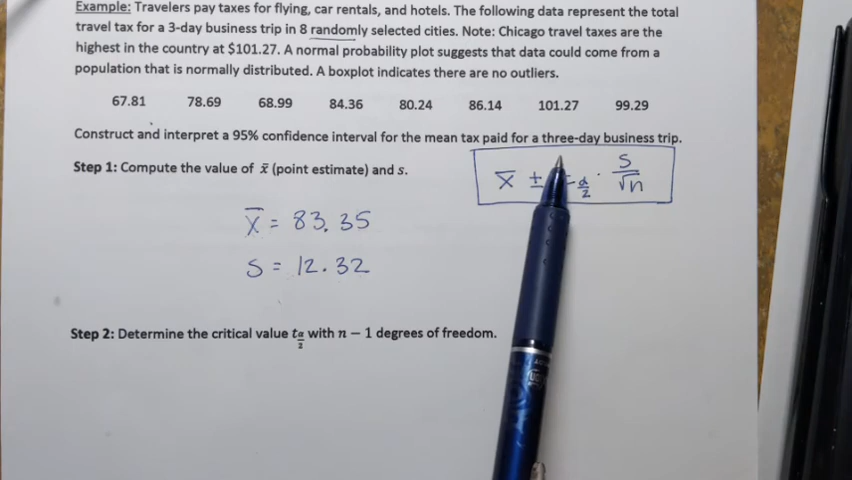 Example: Travelers pay taxes for flying, car rentals, and hotels. The following data represent the total
travel tax for a 3-day business trip in 8 randomly selected cities. Note: Chicago travel taxes are the
highest in the country at $101.27. A normal probability plot suggests that data could come from a
population that is normally distributed. A boxplot indicates there are no outliers.
67.81 78.69 68.99 84.36 80.24 86.14 101.27 99.29
Construct and interpret a 95% confidence interval for the mean tax paid for a three-day business trip.
Step 1: Compute the value of x̄ (point estimate) and s.
x̄ ± α/2 · s/√n
x̄ = 83.35
s = 12.32
Step 2: Determine the critical value t α/2 with n − 1 degrees of freedom.